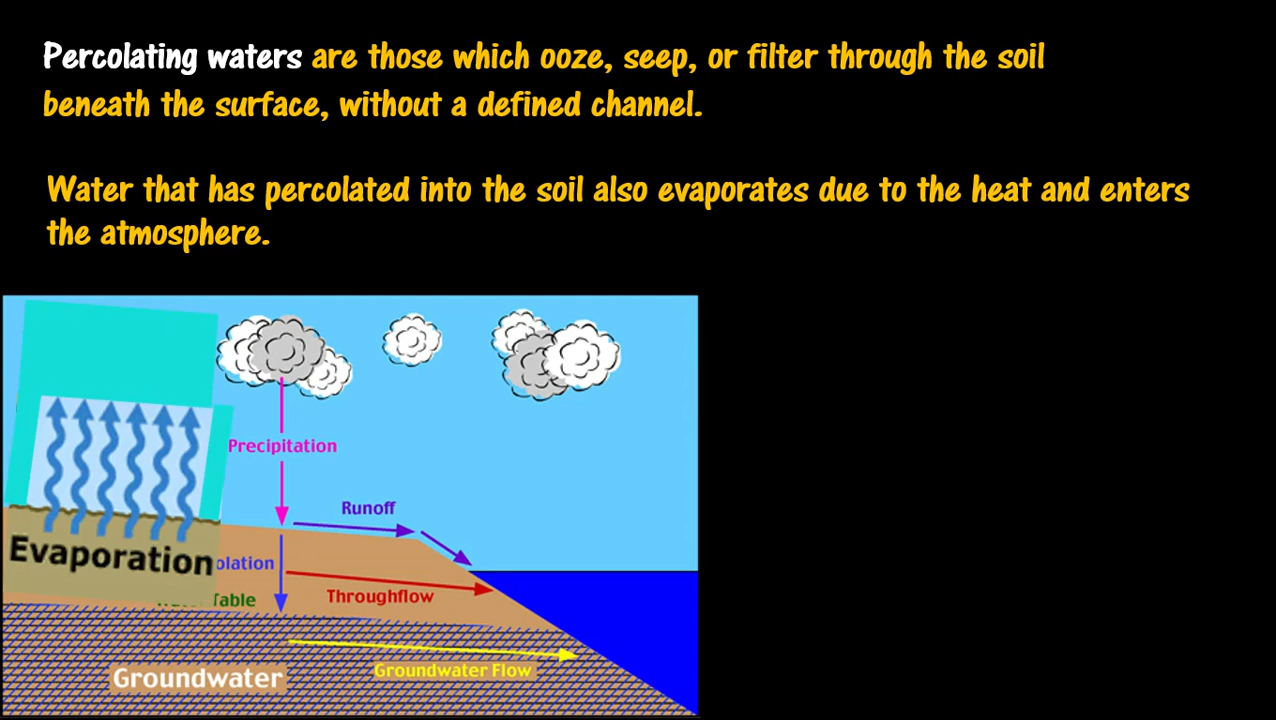 Percolating waters are those which ooze, seep, or filter through the soil
beneath the surface, without a defined channel.
Water that has percolated into the soil also evaporates due to the heat and enters
the atmosphere.
Precipitation
Runoff
Evaporation
olation
Throughflow
Table
Groundwater Flow
Groundwater